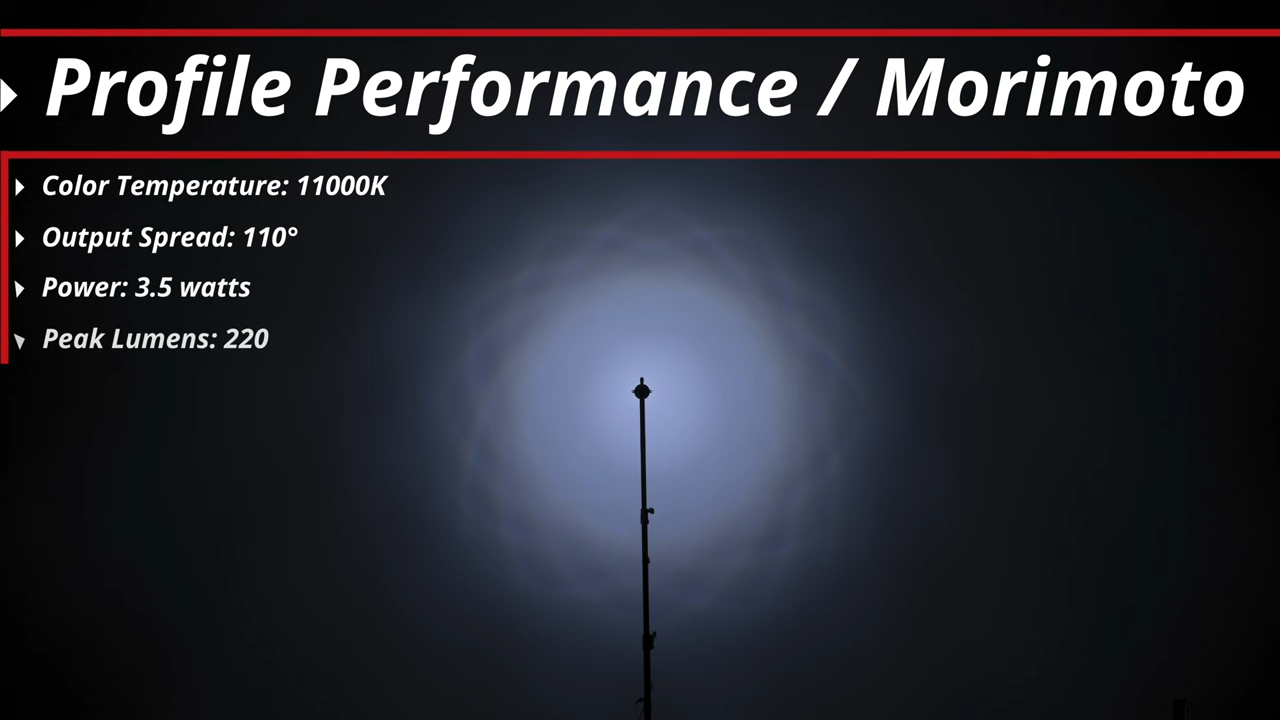 Profile Performance / Morimoto
Color Temperature: 11000K
Output Spread: 110°
Power: 3.5 watts
Peak Lumens: 220